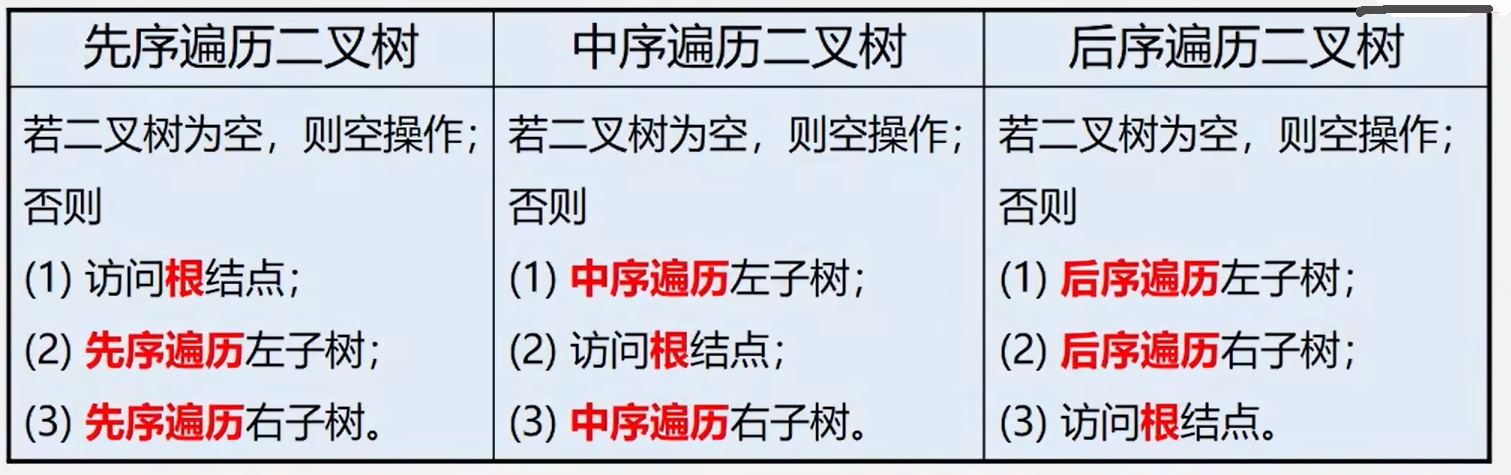 先序遍历二叉树
若二叉树为空，则空操作；
否则
(1) 访问根结点；
(2) 先序遍历左子树；
(3) 先序遍历右子树。
中序遍历二叉树
若二叉树为空，则空操作；
否则
(1) 中序遍历左子树；
(2) 访问根结点；
(3) 中序遍历右子树。
后序遍历二叉树
若二叉树为空，则空操作；
否则
(1) 后序遍历左子树；
(2) 后序遍历右子树；
(3) 访问根结点。